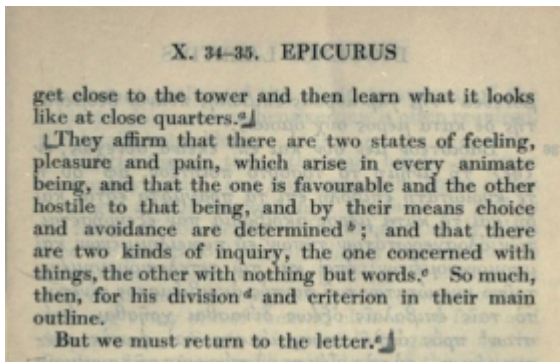 X. 34-35. EPICURUS
get close to the tower and then learn what it looks
like at close quarters.ᵃ⌋
⌊They affirm that there are two states of feeling,
pleasure and pain, which arise in every animate
being, and that the one is favourable and the other
hostile to that being, and by their means choice
and avoidance are determined ᵇ; and that there
are two kinds of inquiry, the one concerned with
things, the other with nothing but words.ᶜ So much,
then, for his division ᵈ and criterion in their main
outline.
But we must return to the letter.ᵉ⌋